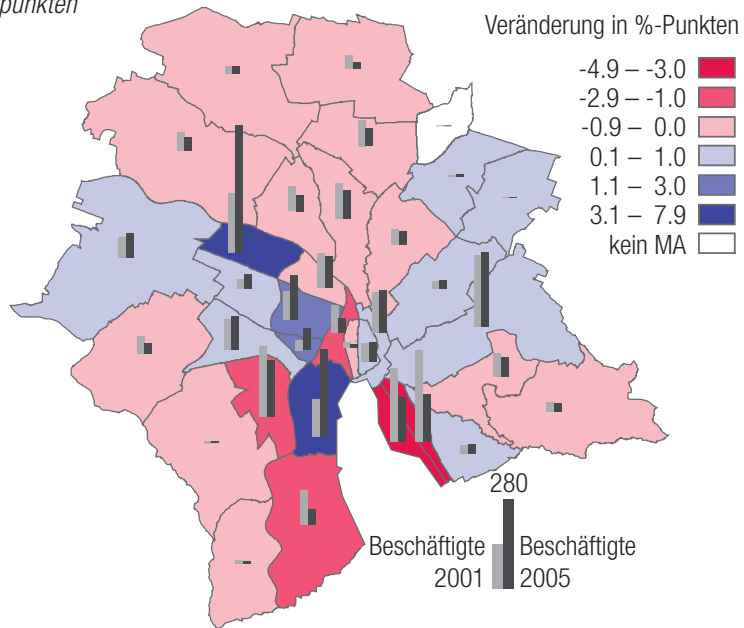 punkten
Veränderung in %-Punkten
-4.9 – -3.0
-2.9 – -1.0
-0.9 – 0.0
0.1 – 1.0
1.1 – 3.0
3.1 – 7.9
kein MA
280
Beschäftigte Beschäftigte
2001 2005